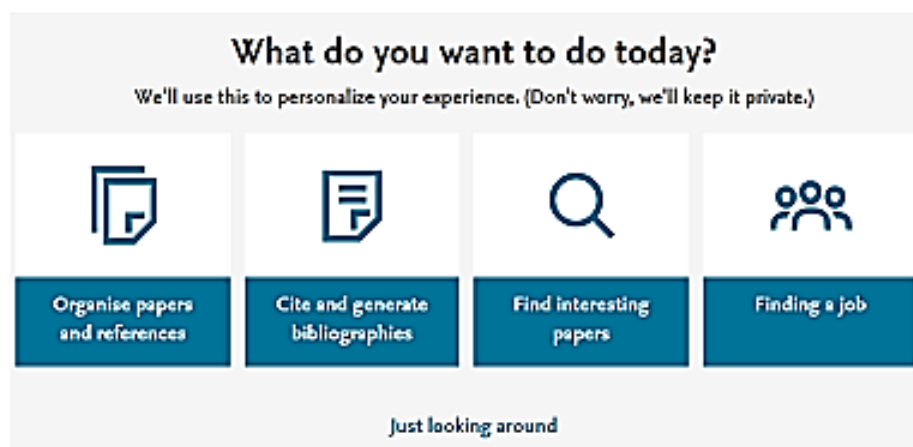 What do you want to do today?
We'll use this to personalize your experience. (Don't worry, we'll keep it private.)
Organise papers
and references
Cite and generate
bibliographies
Find interesting
papers
Finding a job
Just looking around